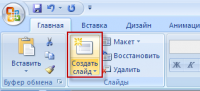 Главная Вставка Дизайн Анимаци
Вставить
Создать слайд
Макет
Восстановить
Удалить
Ж К
Буфер обмена Слайды